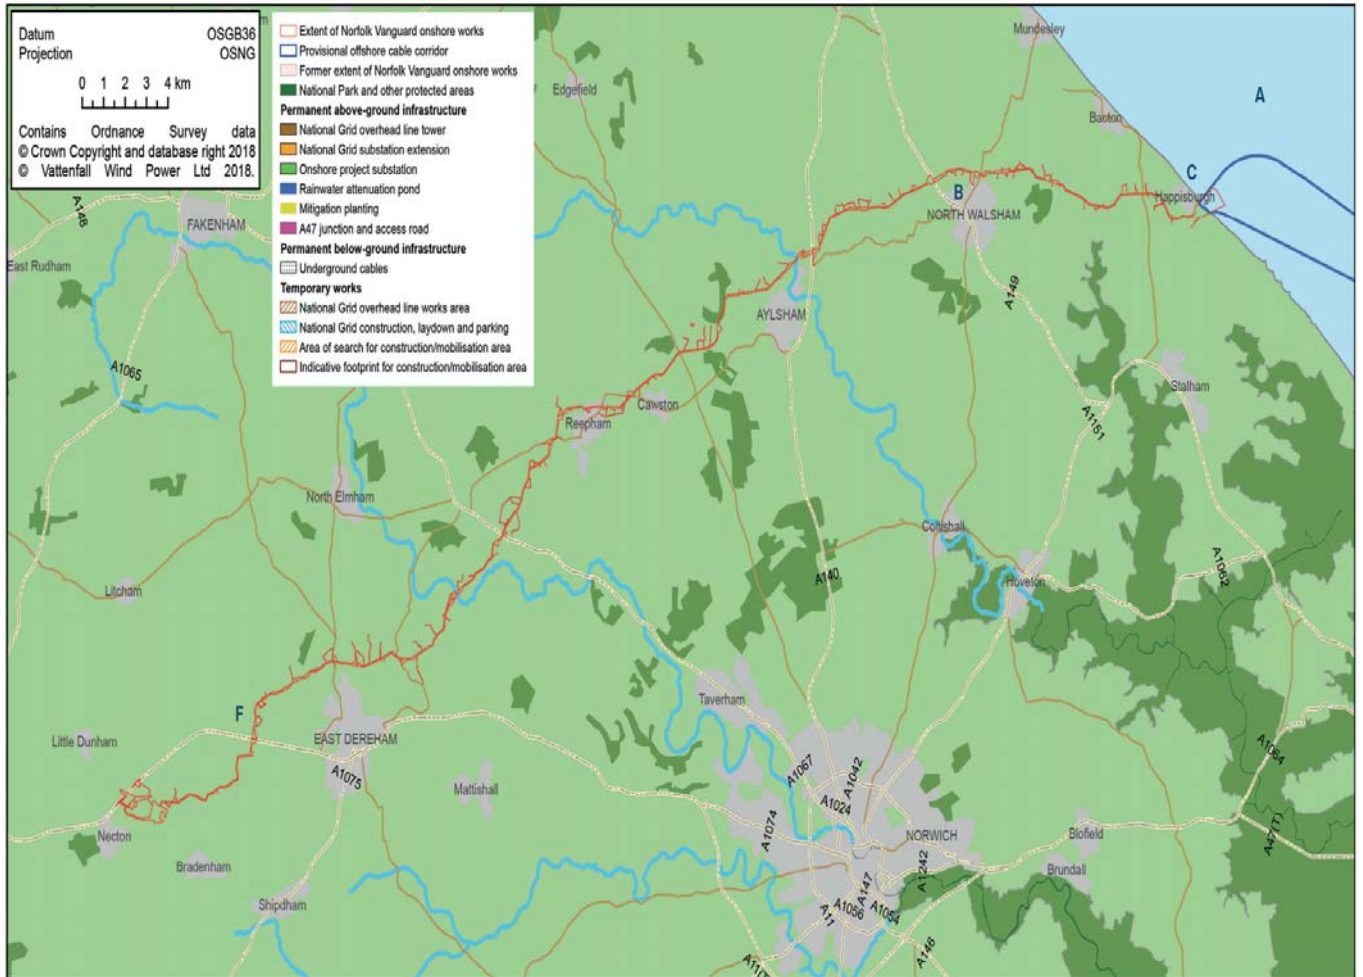 Datum OSGB36
Projection OSNG
0 1 2 3 4 km
Contains Ordnance Survey data
© Crown Copyright and database right 2018
© Vattenfall Wind Power Ltd 2018.
Extent of Norfolk Vanguard onshore works
Provisional offshore cable corridor
Former extent of Norfolk Vanguard onshore works
National Park and other protected areas
Permanent above-ground infrastructure
National Grid overhead line tower
National Grid substation extension
Onshore project substation
Rainwater attenuation pond
Mitigation planting
A47 junction and access road
Permanent below-ground infrastructure
Underground cables
Temporary works
National Grid overhead line works area
National Grid construction, laydown and parking
Area of search for construction/mobilisation area
Indicative footprint for construction/mobilisation area
Mundesley
Edgefield
A
Bacton
C
B
Happisburgh
A148
FAKENHAM
NORTH WALSHAM
East Rudham
A149
AYLSHAM
A1065
Stalham
Cawston
Reepham
A1151
North Elmham
Coltishall
A1062
A140
Hoveton
Litcham
Taverham
F
Little Dunham
EAST DEREHAM
A1064
A1075
A1067
A1042
Mattishall
A1024
A1074
NORWICH
Blofield
A47(T)
Necton
Bradenham
A1242
Brundall
A147
Shipdham
A1056
A1054
A11
A146
A11(T)